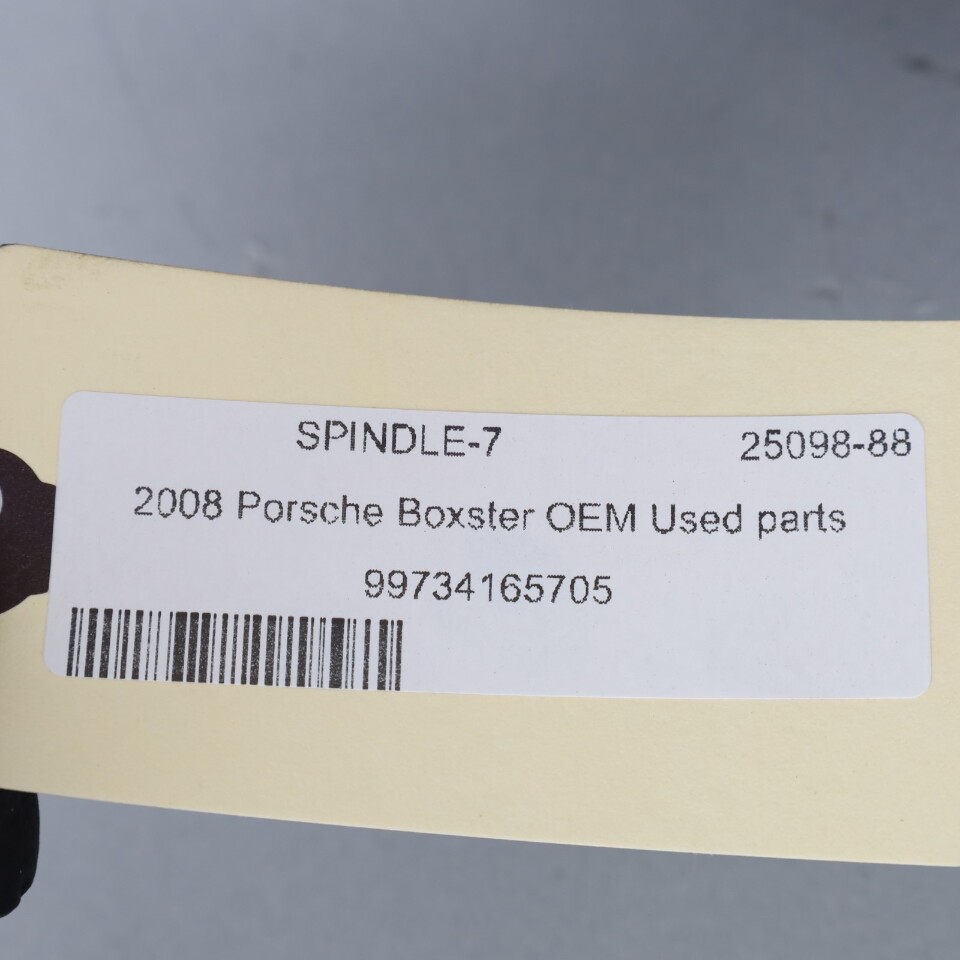 SPINDLE-7 25098-88
2008 Porsche Boxster OEM Used parts
99734165705